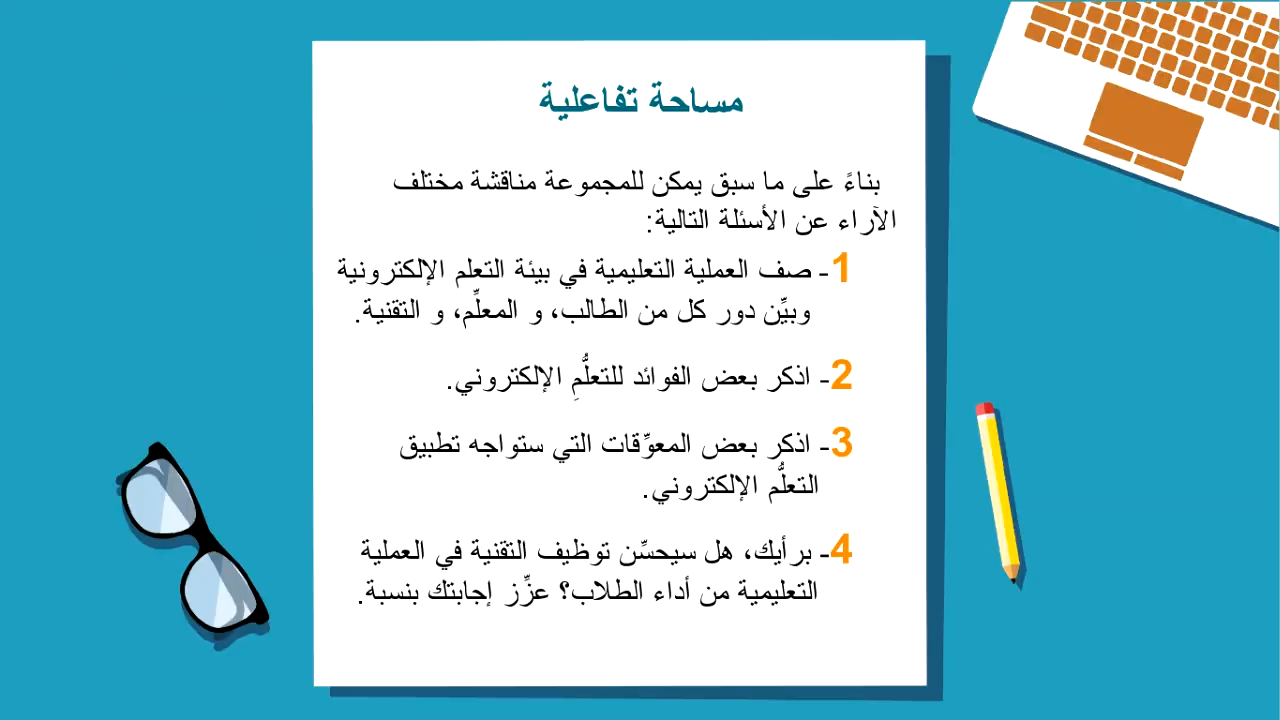 مساحة تفاعلية
بناءً على ما سبق يمكن للمجموعة مناقشة مختلف
الآراء عن الأسئلة التالية:
1- صف العملية التعليمية في بيئة التعلم الإلكترونية
وبيِّن دور كل من الطالب، و المعلِّم، و التقنية.
2- اذكر بعض الفوائد للتعلُّمِ الإلكتروني.
3- اذكر بعض المعوِّقات التي ستواجه تطبيق
التعلُّم الإلكتروني.
4- برأيك، هل سيحسِّن توظيف التقنية في العملية
التعليمية من أداء الطلاب؟ عزِّز إجابتك بنسبة.